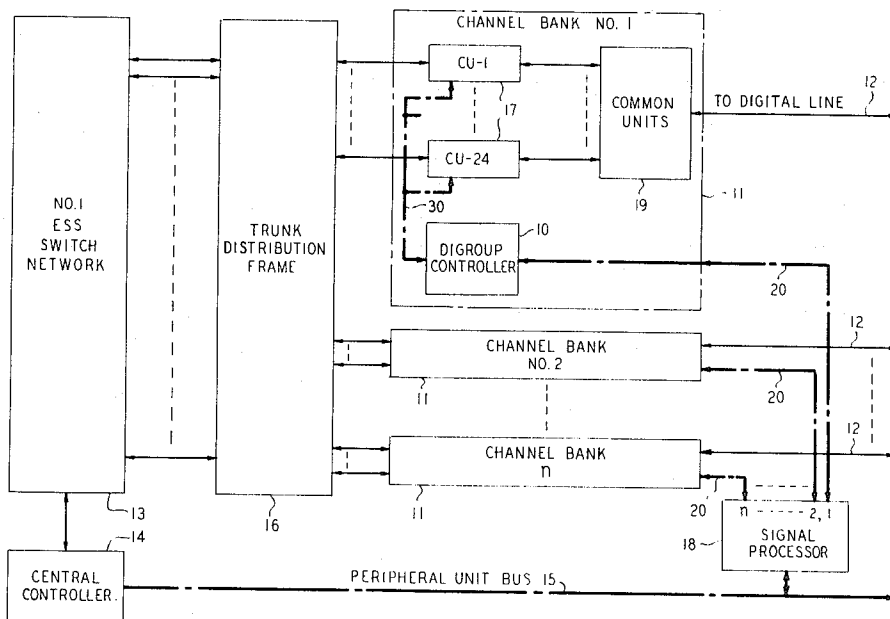 CHANNEL BANK NO. 1
CU-1
17
CU-24
COMMON
UNITS
19
TO DIGITAL LINE
12
11
30
10
DIGROUP
CONTROLLER
20
NO. 1
ESS
SWITCH
NETWORK
TRUNK
DISTRIBUTION
FRAME
CHANNEL BANK
NO. 2
11
12
20
CHANNEL BANK
n
11
12
20
13
16
14
n 2, 1
18
SIGNAL
PROCESSOR
CENTRAL
CONTROLLER.
PERIPHERAL UNIT BUS 15